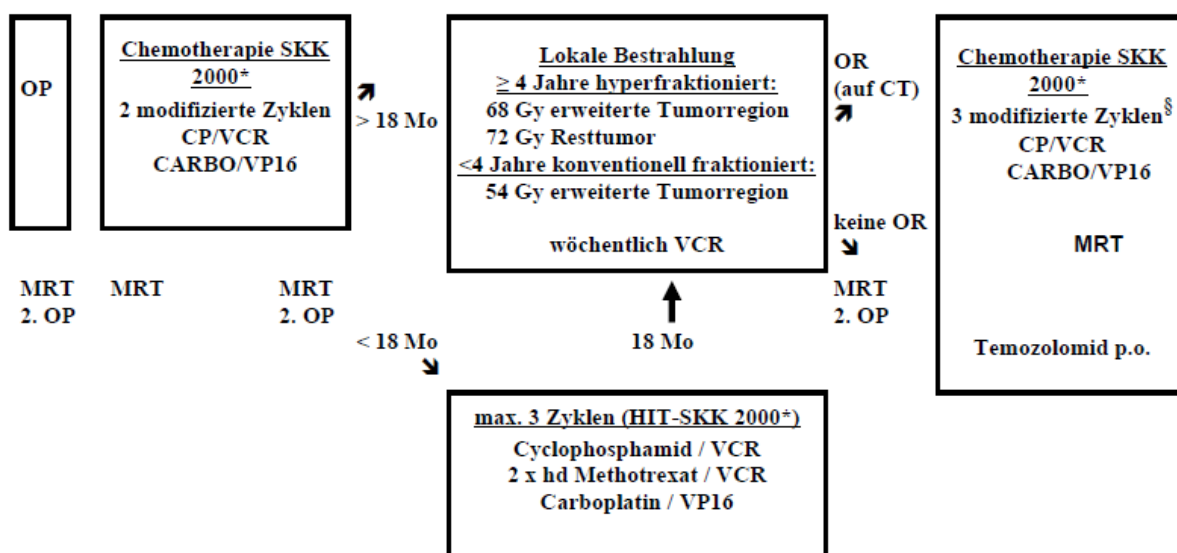 OP
Chemotherapie SKK
2000*
2 modifizierte Zyklen
CP/VCR
CARBO/VP16
> 18 Mo
Lokale Bestrahlung
≥ 4 Jahre hyperfraktioniert:
68 Gy erweiterte Tumorregion
72 Gy Resttumor
<4 Jahre konventionell fraktioniert:
54 Gy erweiterte Tumorregion
wöchentlich VCR
OR
(auf CT)
keine OR
Chemotherapie SKK
2000*
3 modifizierte Zyklen§
CP/VCR
CARBO/VP16
MRT
Temozolomid p.o.
MRT
2. OP
MRT
MRT
2. OP
MRT
2. OP
< 18 Mo
18 Mo
max. 3 Zyklen (HIT-SKK 2000*)
Cyclophosphamid / VCR
2 x hd Methotrexat / VCR
Carboplatin / VP16